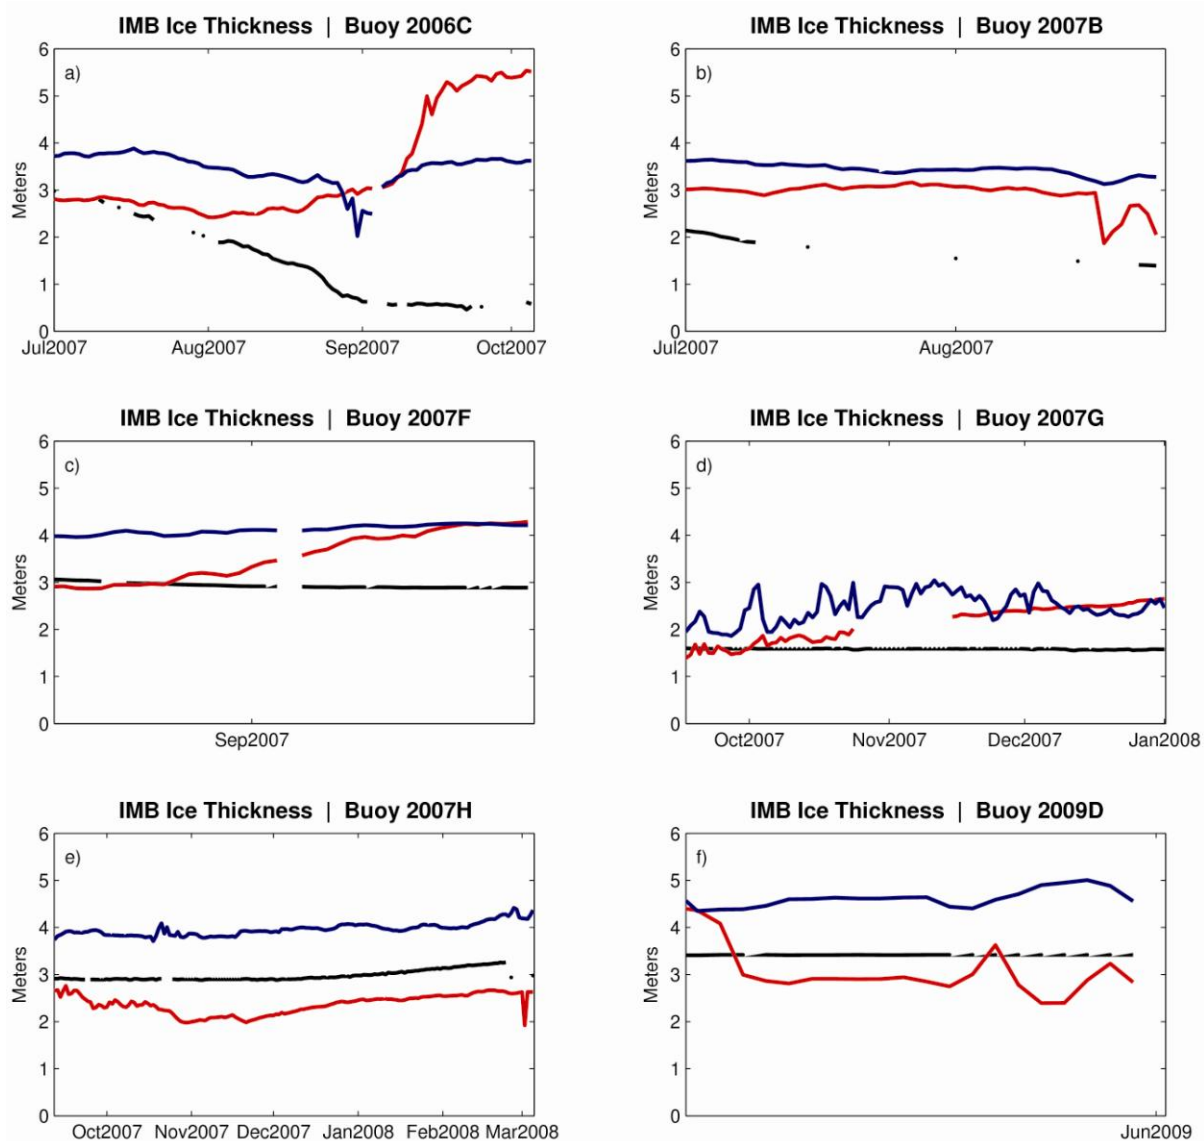 IMB Ice Thickness | Buoy 2006C
a)
Meters
6
5
4
3
2
1
0
Jul2007 Aug2007 Sep2007 Oct2007
IMB Ice Thickness | Buoy 2007B
b)
Meters
6
5
4
3
2
1
0
Jul2007 Aug2007
IMB Ice Thickness | Buoy 2007F
c)
Meters
6
5
4
3
2
1
0
Sep2007
IMB Ice Thickness | Buoy 2007G
d)
Meters
6
5
4
3
2
1
0
Oct2007 Nov2007 Dec2007 Jan2008
IMB Ice Thickness | Buoy 2007H
e)
Meters
6
5
4
3
2
1
0
Oct2007 Nov2007 Dec2007 Jan2008 Feb2008 Mar2008
IMB Ice Thickness | Buoy 2009D
f)
Meters
6
5
4
3
2
1
0
Jun2009